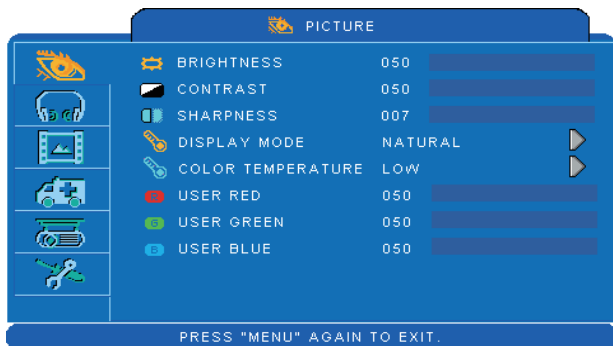 PICTURE
BRIGHTNESS 050
CONTRAST 050
SHARPNESS 007
DISPLAY MODE NATURAL
COLOR TEMPERATURE LOW
USER RED 050
G USER GREEN 050
B USER BLUE 050
PRESS "MENU" AGAIN TO EXIT.